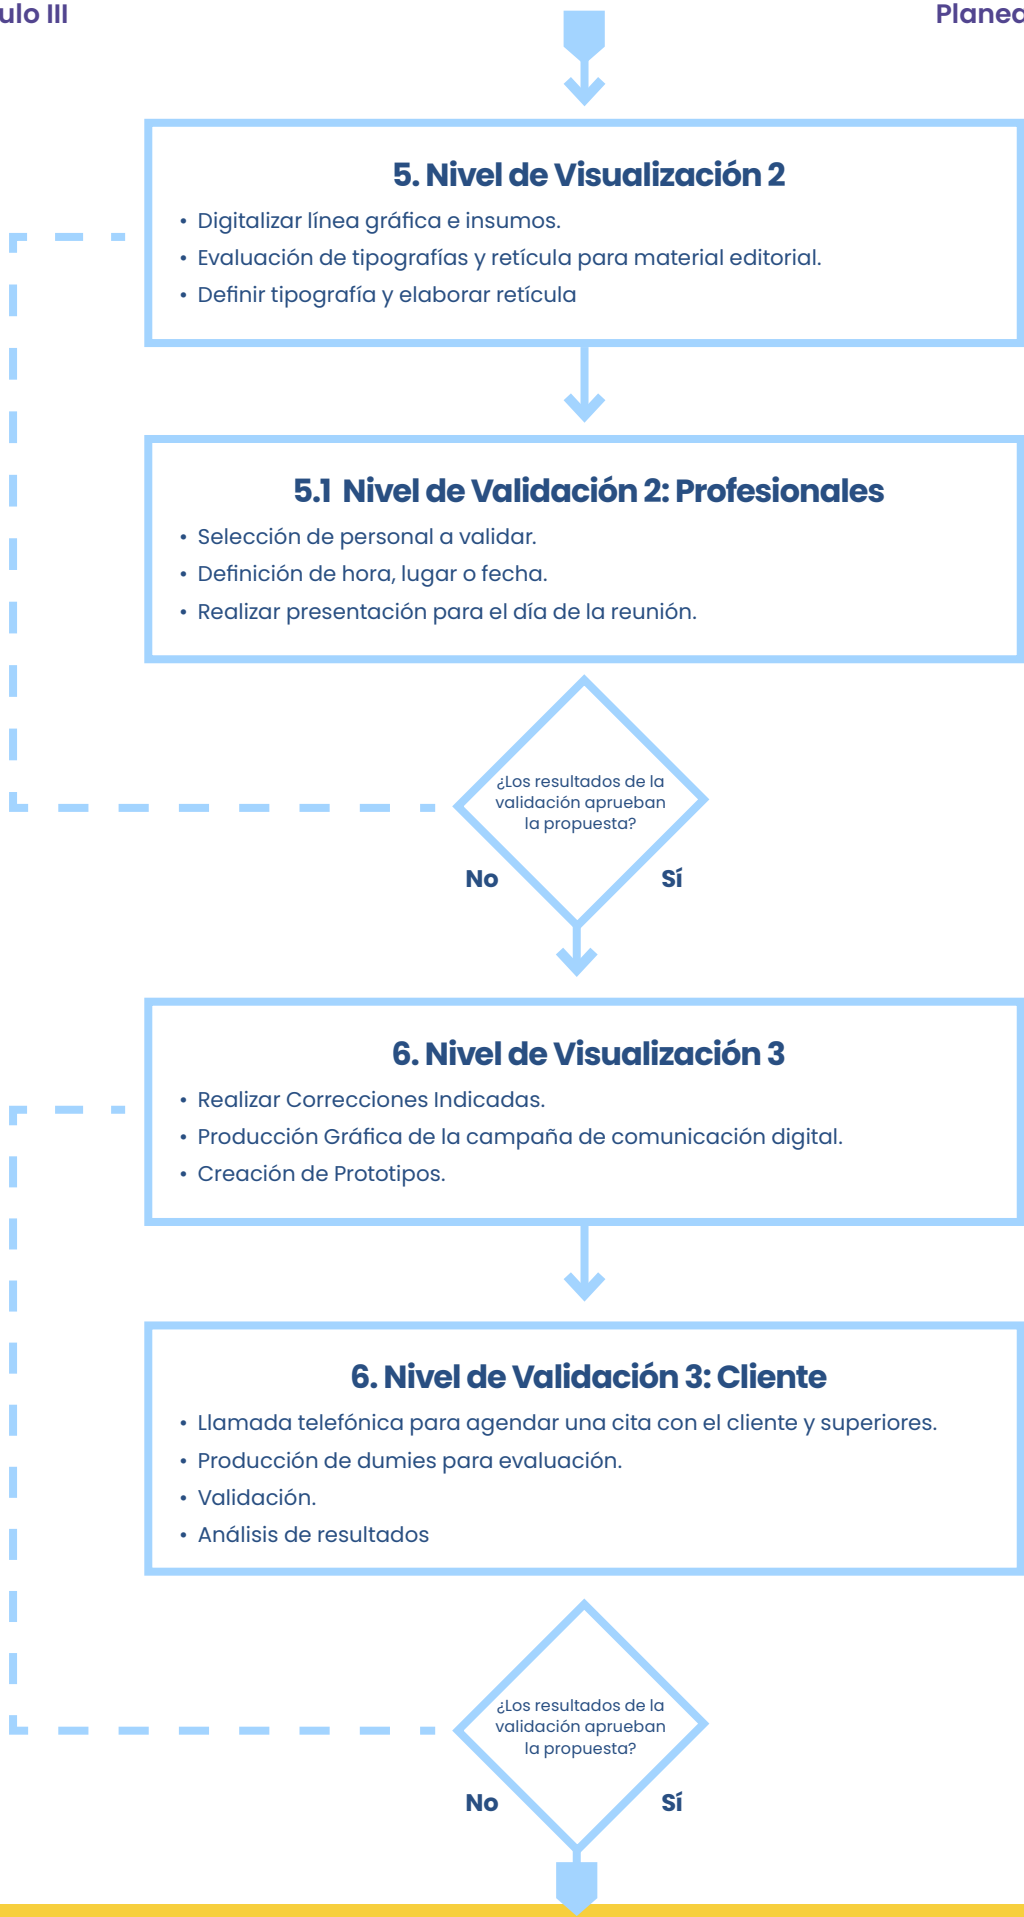 ulo III
Planea
5. Nivel de Visualización 2
• Digitalizar línea gráfica e insumos.
• Evaluación de tipografías y retícula para material editorial.
• Definir tipografía y elaborar retícula
5.1 Nivel de Validación 2: Profesionales
• Selección de personal a validar.
• Definición de hora, lugar o fecha.
• Realizar presentación para el día de la reunión.
¿Los resultados de la
validación aprueban
la propuesta?
No
Sí
6. Nivel de Visualización 3
• Realizar Correcciones Indicadas.
• Producción Gráfica de la campaña de comunicación digital.
• Creación de Prototipos.
6. Nivel de Validación 3: Cliente
• Llamada telefónica para agendar una cita con el cliente y superiores.
• Producción de dumies para evaluación.
• Validación.
• Análisis de resultados
¿Los resultados de la
validación aprueban
la propuesta?
No
Sí